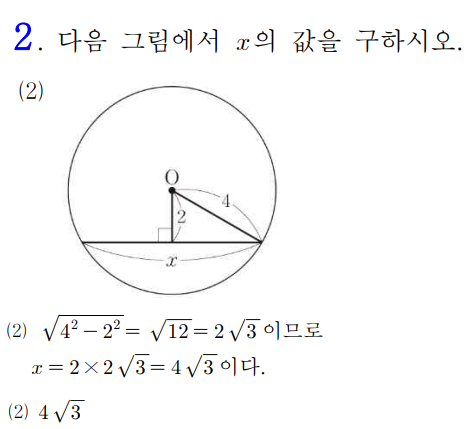 2. 다음 그림에서 x의 값을 구하시오.
(2)
O
4
2
x
(2) √(4² − 2²) = √12 = 2√3 이므로
x = 2×2√3 = 4√3 이다.
(2) 4√3